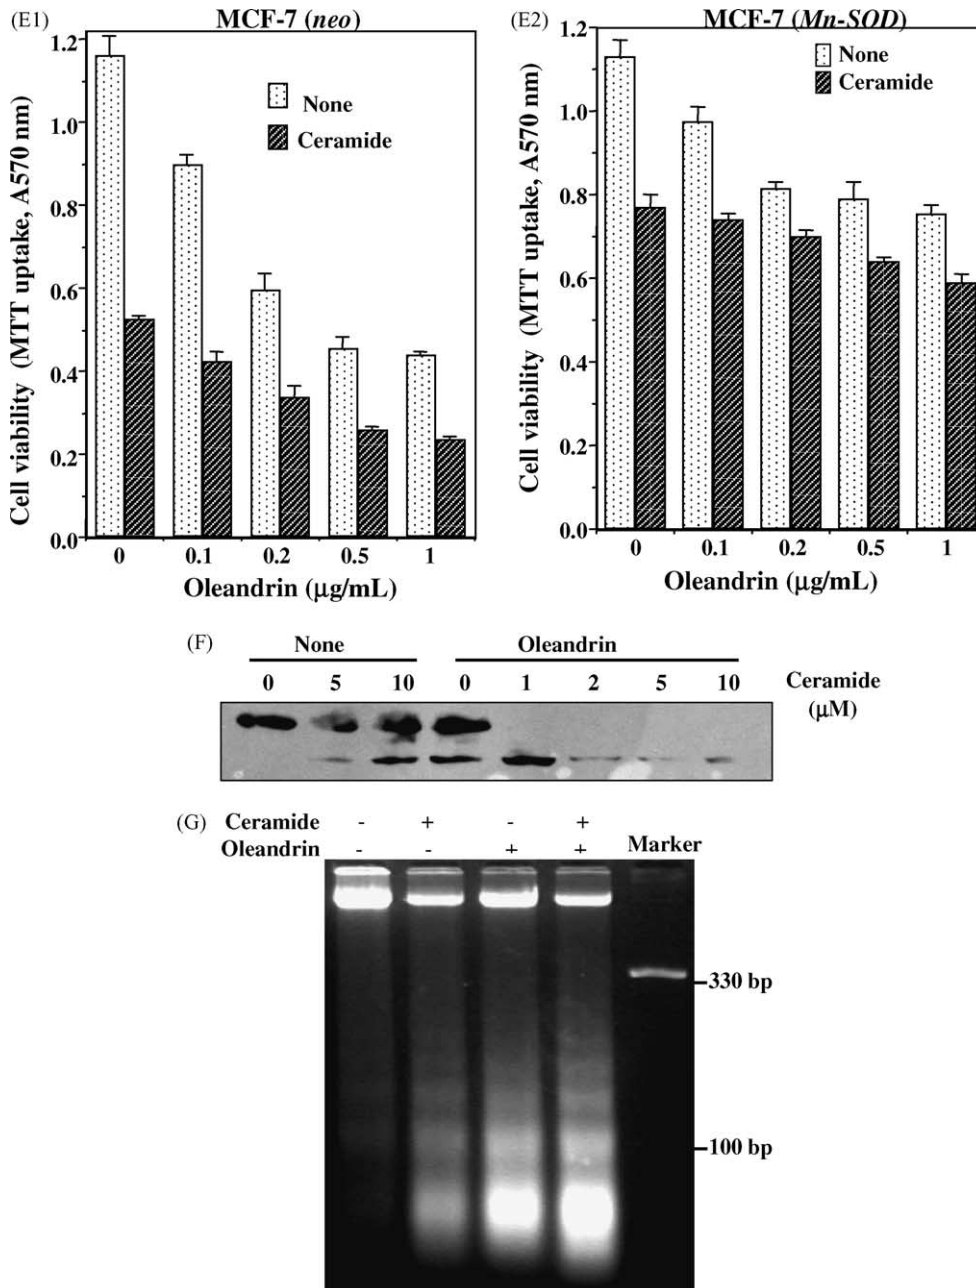 (E1) MCF-7 (neo)
Cell viability (MTT uptake, A570 nm)
1.2
1.0
0.8
0.6
0.4
0.2
0.0
None
Ceramide
0 0.1 0.2 0.5 1
Oleandrin (μg/mL)
(E2) MCF-7 (Mn-SOD)
Cell viability (MTT uptake, A570 nm)
1.2
1.0
0.8
0.6
0.4
0.2
0.0
None
Ceramide
0 0.1 0.2 0.5 1
Oleandrin (μg/mL)
(F) None Oleandrin
0 5 10 0 1 2 5 10 Ceramide
(μM)
(G) Ceramide - + - +
Oleandrin - - + + Marker
330 bp
100 bp